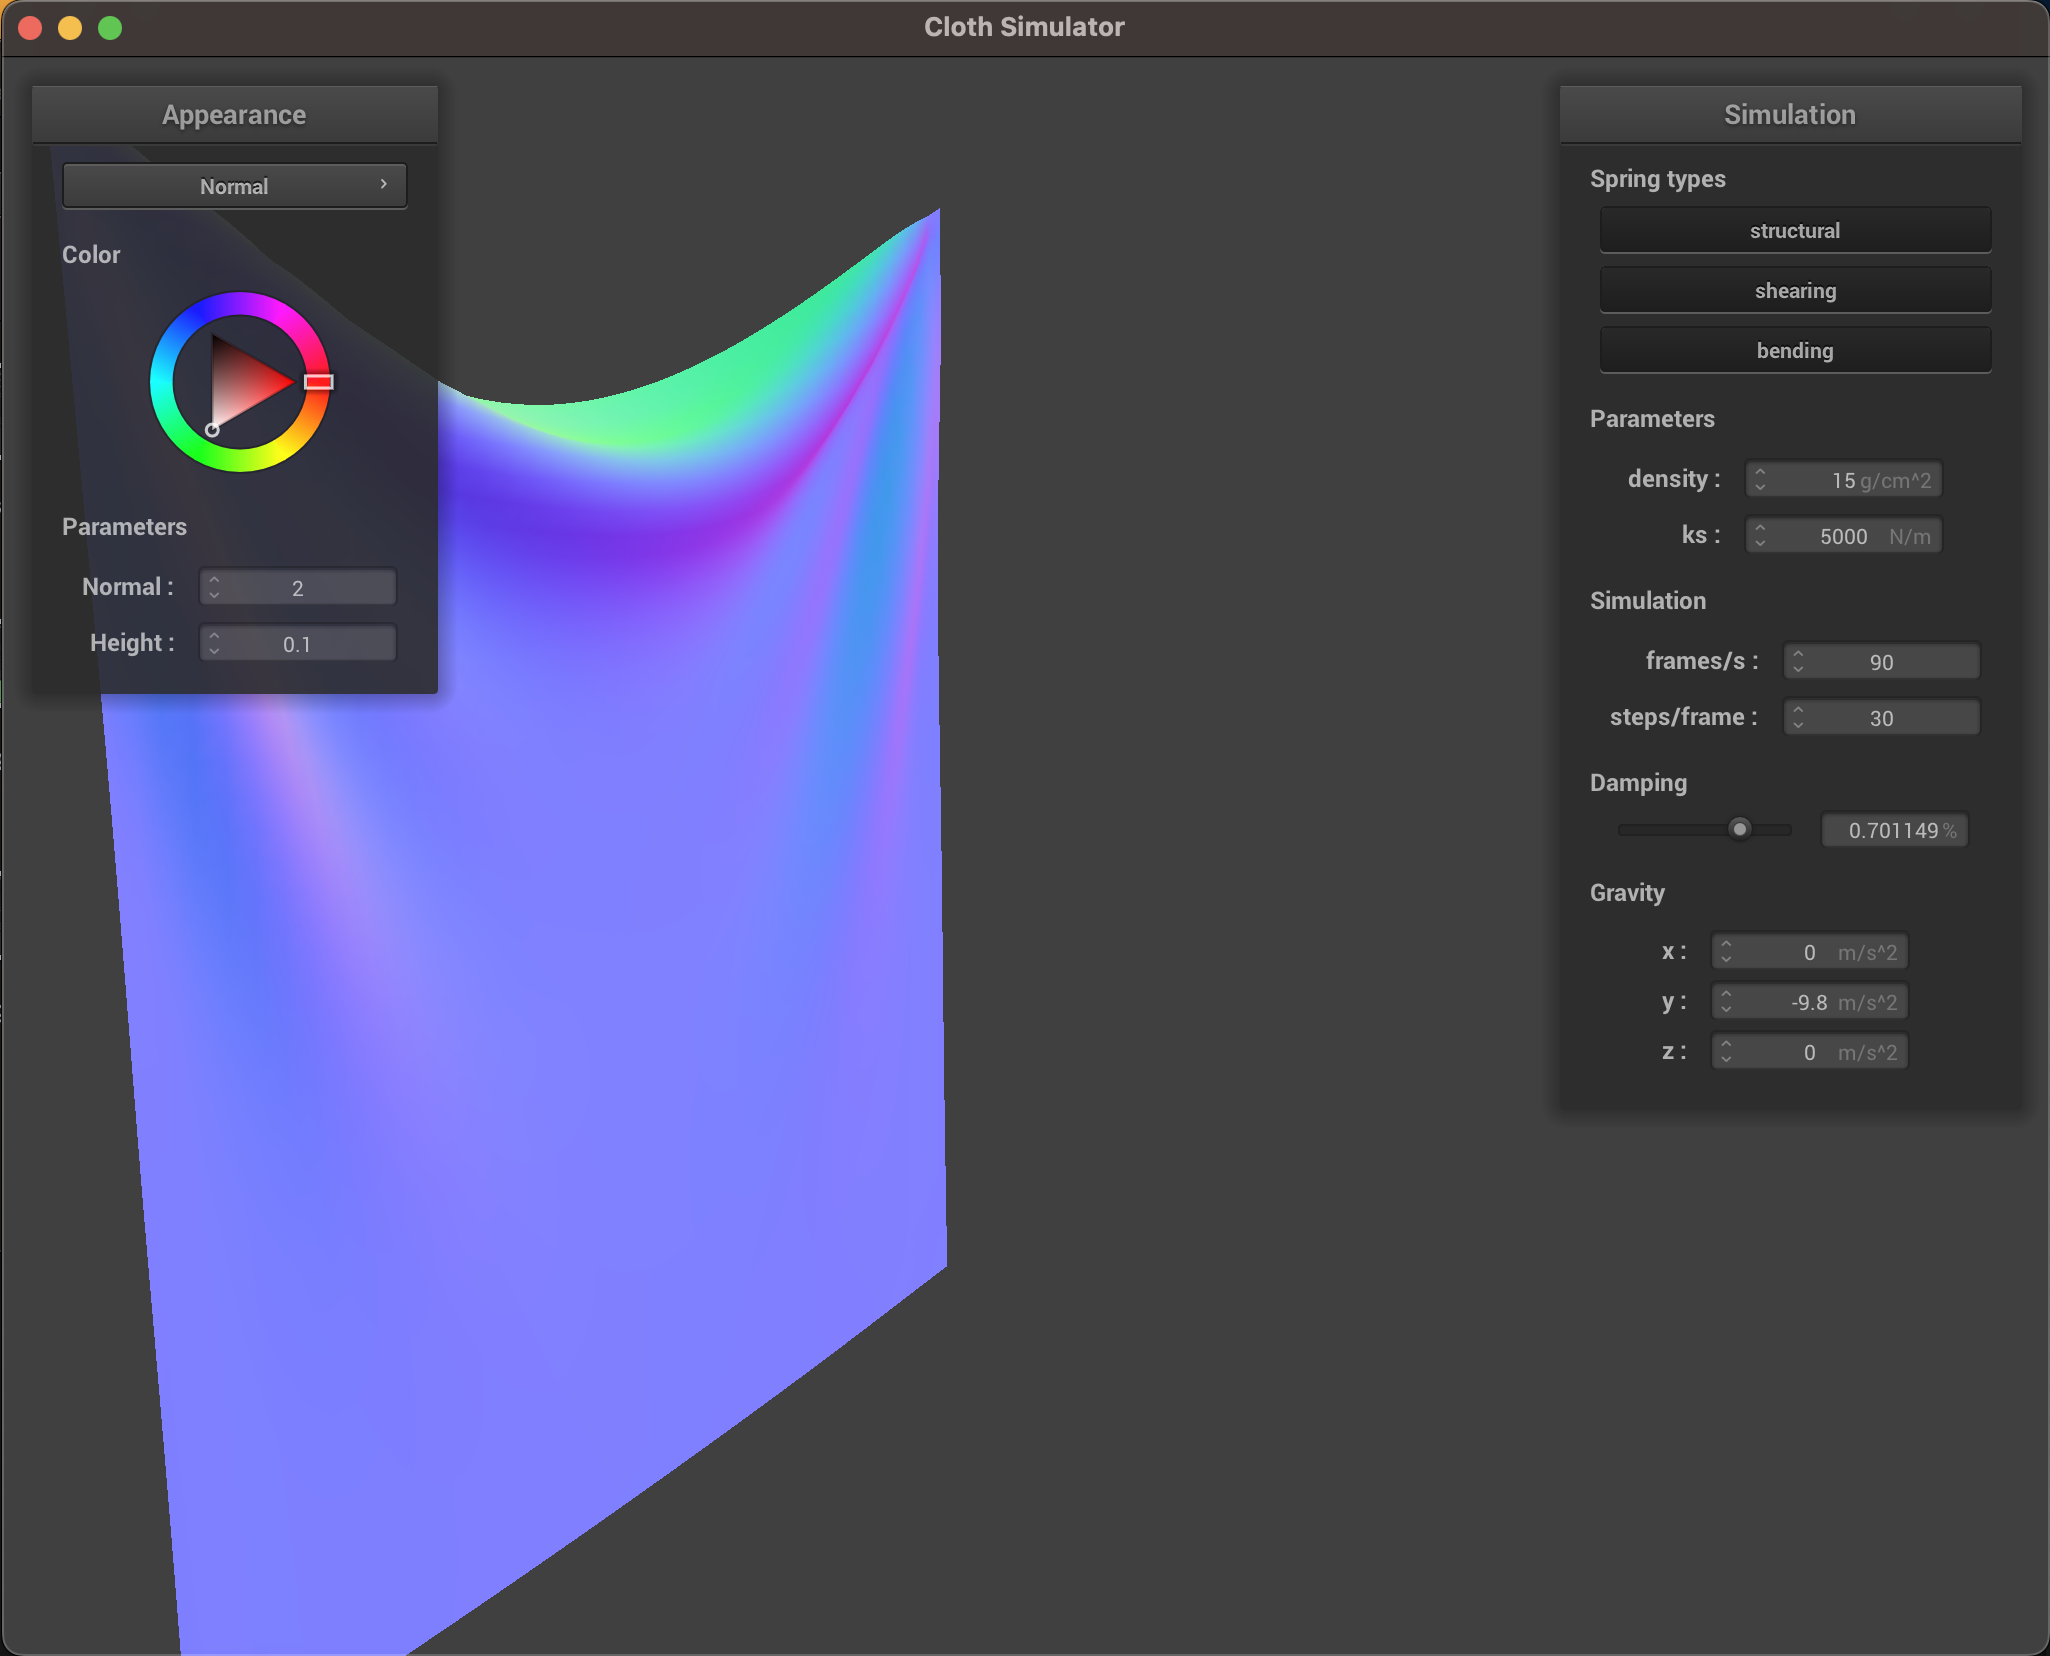 Cloth Simulator
Appearance
Normal
Color
Parameters
Normal : 2
Height : 0.1
Simulation
Spring types
structural
shearing
bending
Parameters
density : 15 g/cm^2
ks : 5000 N/m
Simulation
frames/s : 90
steps/frame : 30
Damping
0.701149 %
Gravity
x : 0 m/s^2
y : -9.8 m/s^2
z : 0 m/s^2